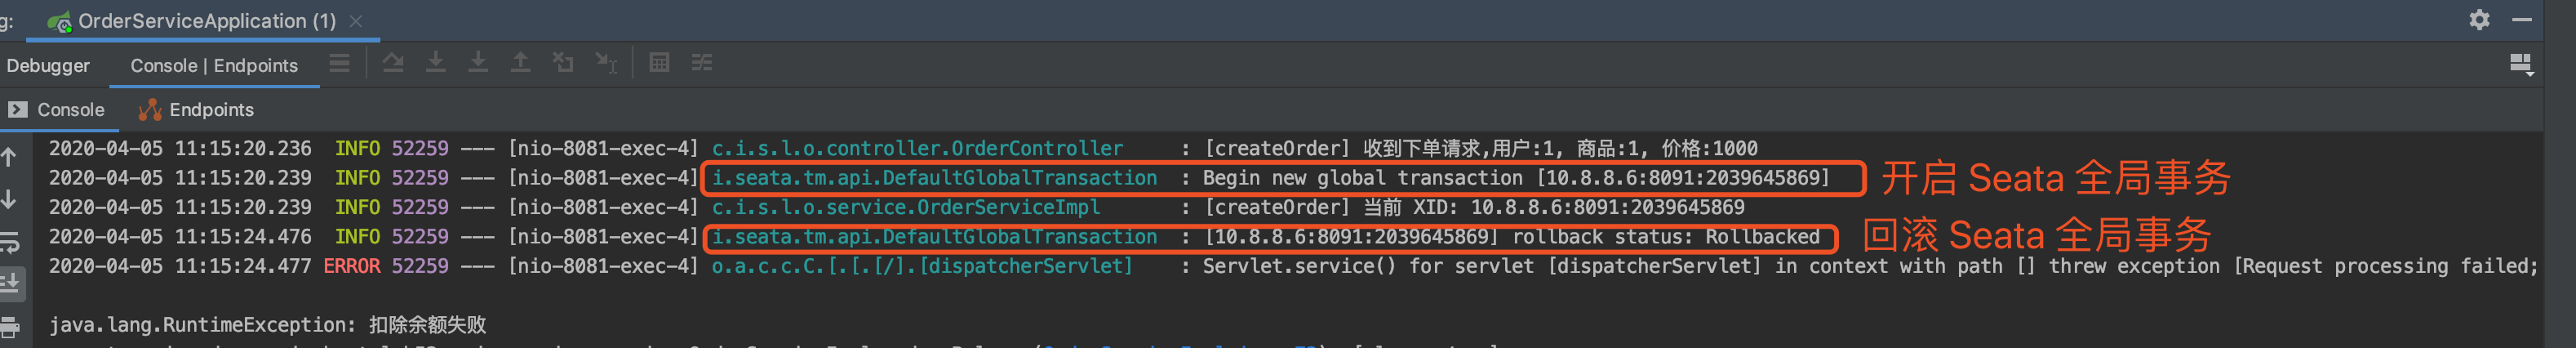 g: OrderServiceApplication (1)
Debugger Console | Endpoints
Console Endpoints
2020-04-05 11:15:20.236 INFO 52259 --- [nio-8081-exec-4] c.i.s.l.o.controller.OrderController : [createOrder] 收到下单请求,用户:1, 商品:1, 价格:1000
2020-04-05 11:15:20.239 INFO 52259 --- [nio-8081-exec-4] i.seata.tm.api.DefaultGlobalTransaction : Begin new global transaction [10.8.8.6:8091:2039645869] 开启 Seata 全局事务
2020-04-05 11:15:20.239 INFO 52259 --- [nio-8081-exec-4] c.i.s.l.o.service.OrderServiceImpl : [createOrder] 当前 XID: 10.8.8.6:8091:2039645869
2020-04-05 11:15:24.476 INFO 52259 --- [nio-8081-exec-4] i.seata.tm.api.DefaultGlobalTransaction : [10.8.8.6:8091:2039645869] rollback status: Rollbacked 回滚 Seata 全局事务
2020-04-05 11:15:24.477 ERROR 52259 --- [nio-8081-exec-4] o.a.c.c.C.[.[.[/].[dispatcherServlet] : Servlet.service() for servlet [dispatcherServlet] in context with path [] threw exception [Request processing failed;
java.lang.RuntimeException: 扣除余额失败